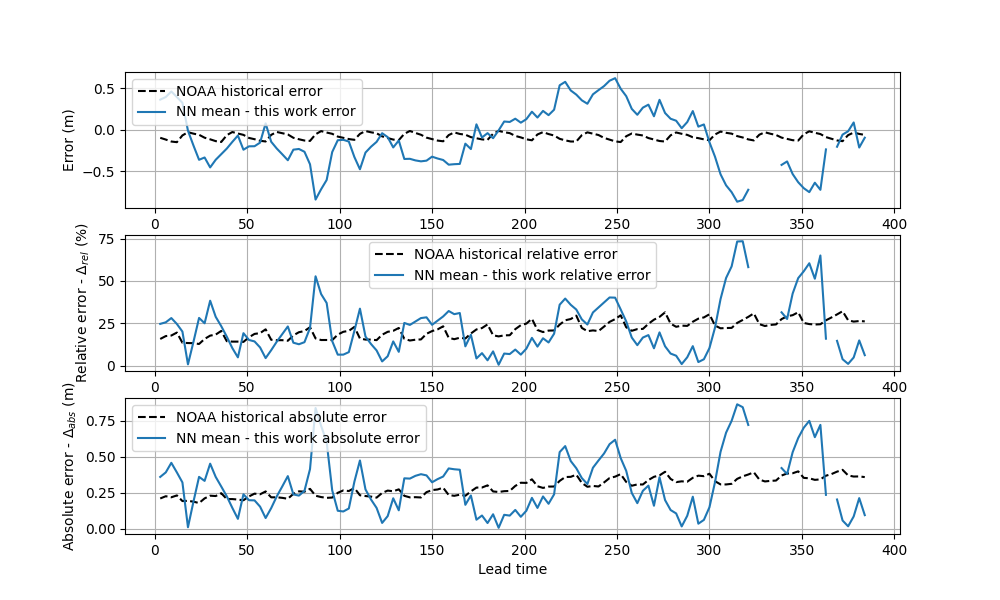 Error (m)
0.5
0.0
−0.5
NOAA historical error
NN mean - this work error
0 50 100 150 200 250 300 350 400
Relative error - Δrel (%)
75
50
25
0
NOAA historical relative error
NN mean - this work relative error
0 50 100 150 200 250 300 350 400
Absolute error - Δabs (m)
0.75
0.50
0.25
0.00
NOAA historical absolute error
NN mean - this work absolute error
0 50 100 150 200 250 300 350 400
Lead time